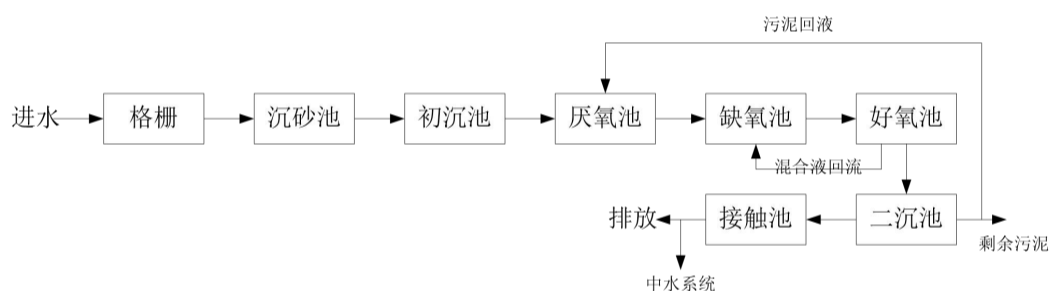 污泥回液
进水
格栅
沉砂池
初沉池
厌氧池
缺氧池
好氧池
混合液回流
排放
接触池
二沉池
剩余污泥
中水系统